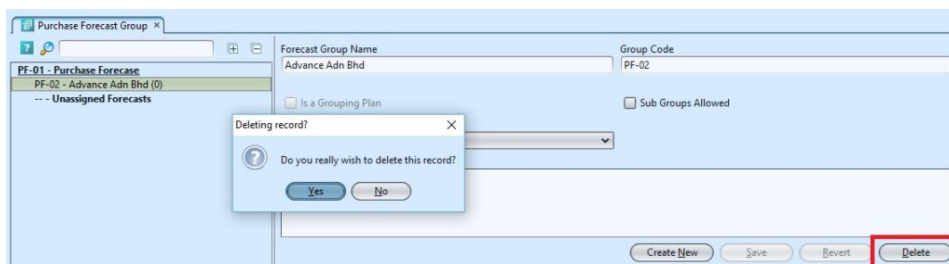 Purchase Forecast Group ×
Forecast Group Name
Group Code
Advance Adn Bhd
PF-02
PF-01 - Purchase Forecase
PF-02 - Advance Adn Bhd (0)
--- Unassigned Forecasts
Is a Grouping Plan
Sub Groups Allowed
Deleting record?
Do you really wish to delete this record?
Yes
No
Create New
Save
Revert
Delete